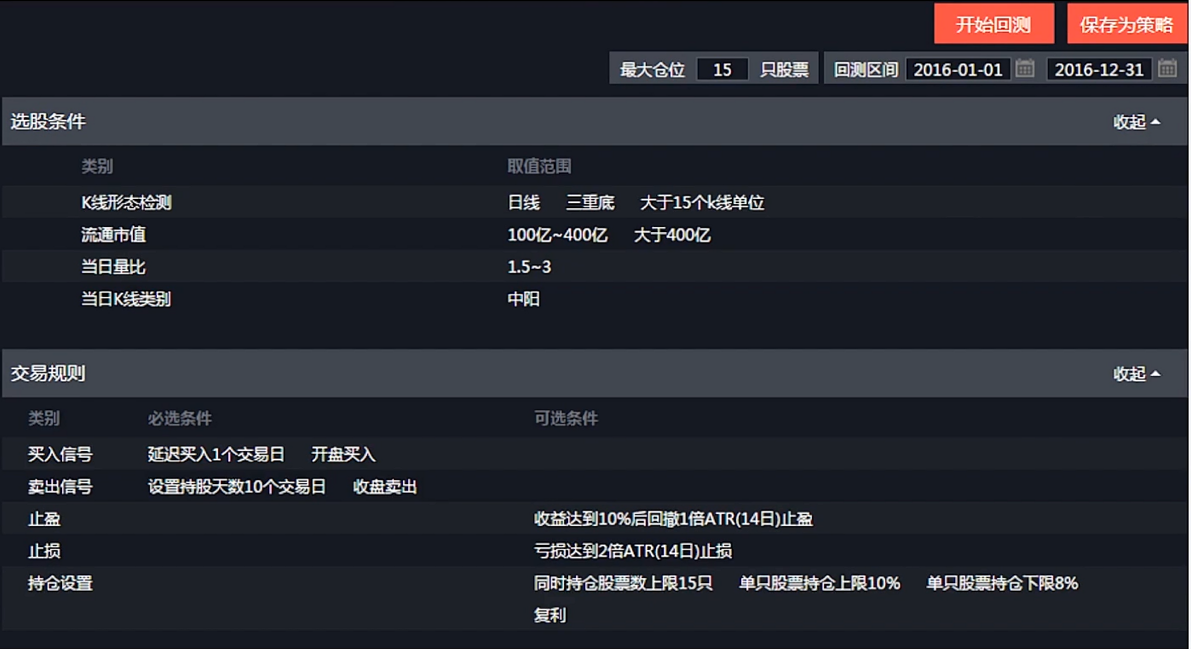 开始回测 保存为策略
最大仓位 15 只股票 回测区间 2016-01-01 2016-12-31
选股条件 收起
类别 取值范围
K线形态检测 日线 三重底 大于15个k线单位
流通市值 100亿~400亿 大于400亿
当日量比 1.5~3
当日K线类别 中阳
交易规则 收起
类别 必选条件 可选条件
买入信号 延迟买入1个交易日 开盘买入
卖出信号 设置持股天数10个交易日 收盘卖出
止盈 收益达到10%后回撤1倍ATR(14日)止盈
止损 亏损达到2倍ATR(14日)止损
持仓设置 同时持仓股票数上限15只 单只股票持仓上限10% 单只股票持仓下限8%
复利